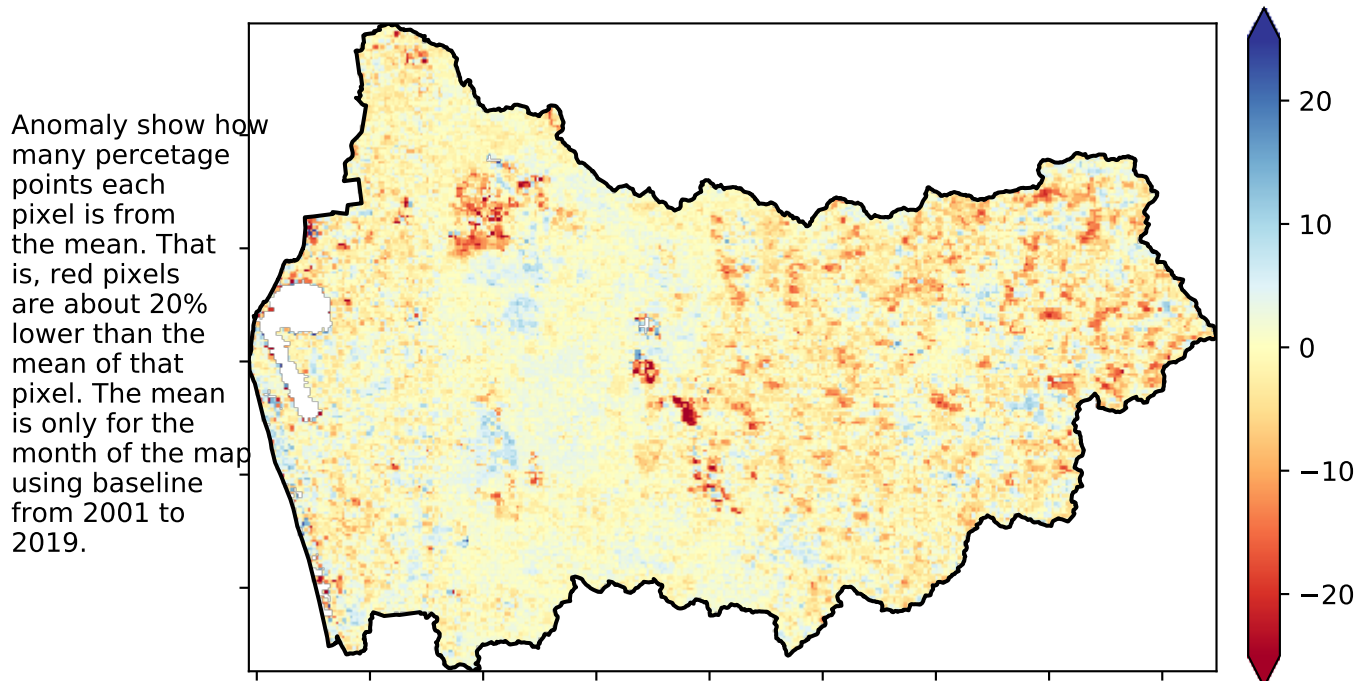 Anomaly show how
many percetage
points each
pixel is from
the mean. That
is, red pixels
are about 20%
lower than the
mean of that
pixel. The mean
is only for the
month of the map
using baseline
from 2001 to
2019.
20
10
0
−10
−20